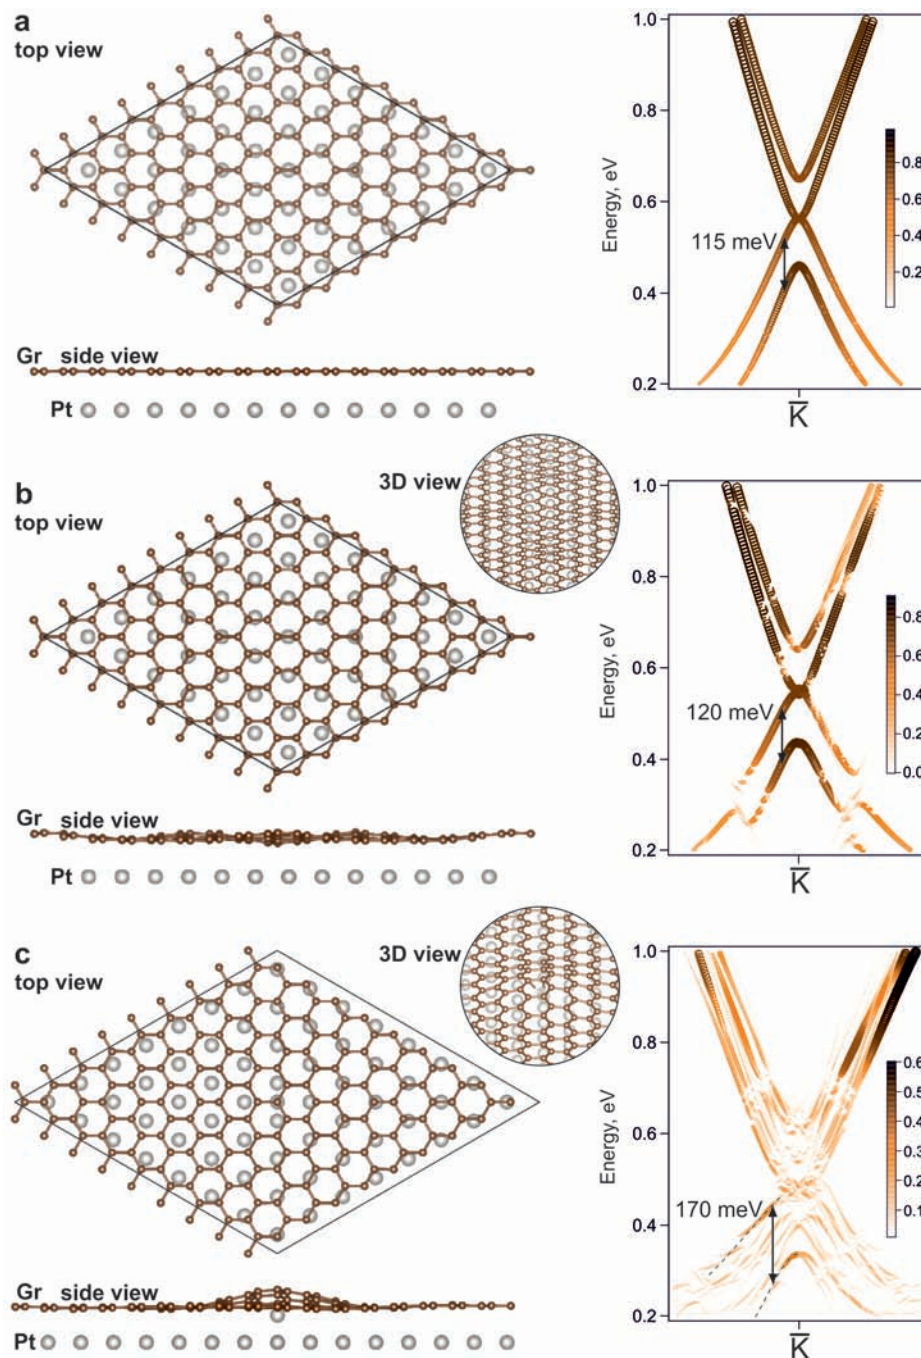 a
top view
Gr side view
Pt
1.0
0.8
0.6
0.4
0.2
Energy, eV
115 meV
0.8
0.6
0.4
0.2
K̅
b
top view
3D view
Gr side view
Pt
1.0
0.8
0.6
0.4
0.2
Energy, eV
120 meV
0.8
0.6
0.4
0.2
0.0
K̅
c
top view
3D view
Gr side view
Pt
1.0
0.8
0.6
0.4
0.2
Energy, eV
170 meV
0.6
0.5
0.4
0.3
0.2
0.1
K̅